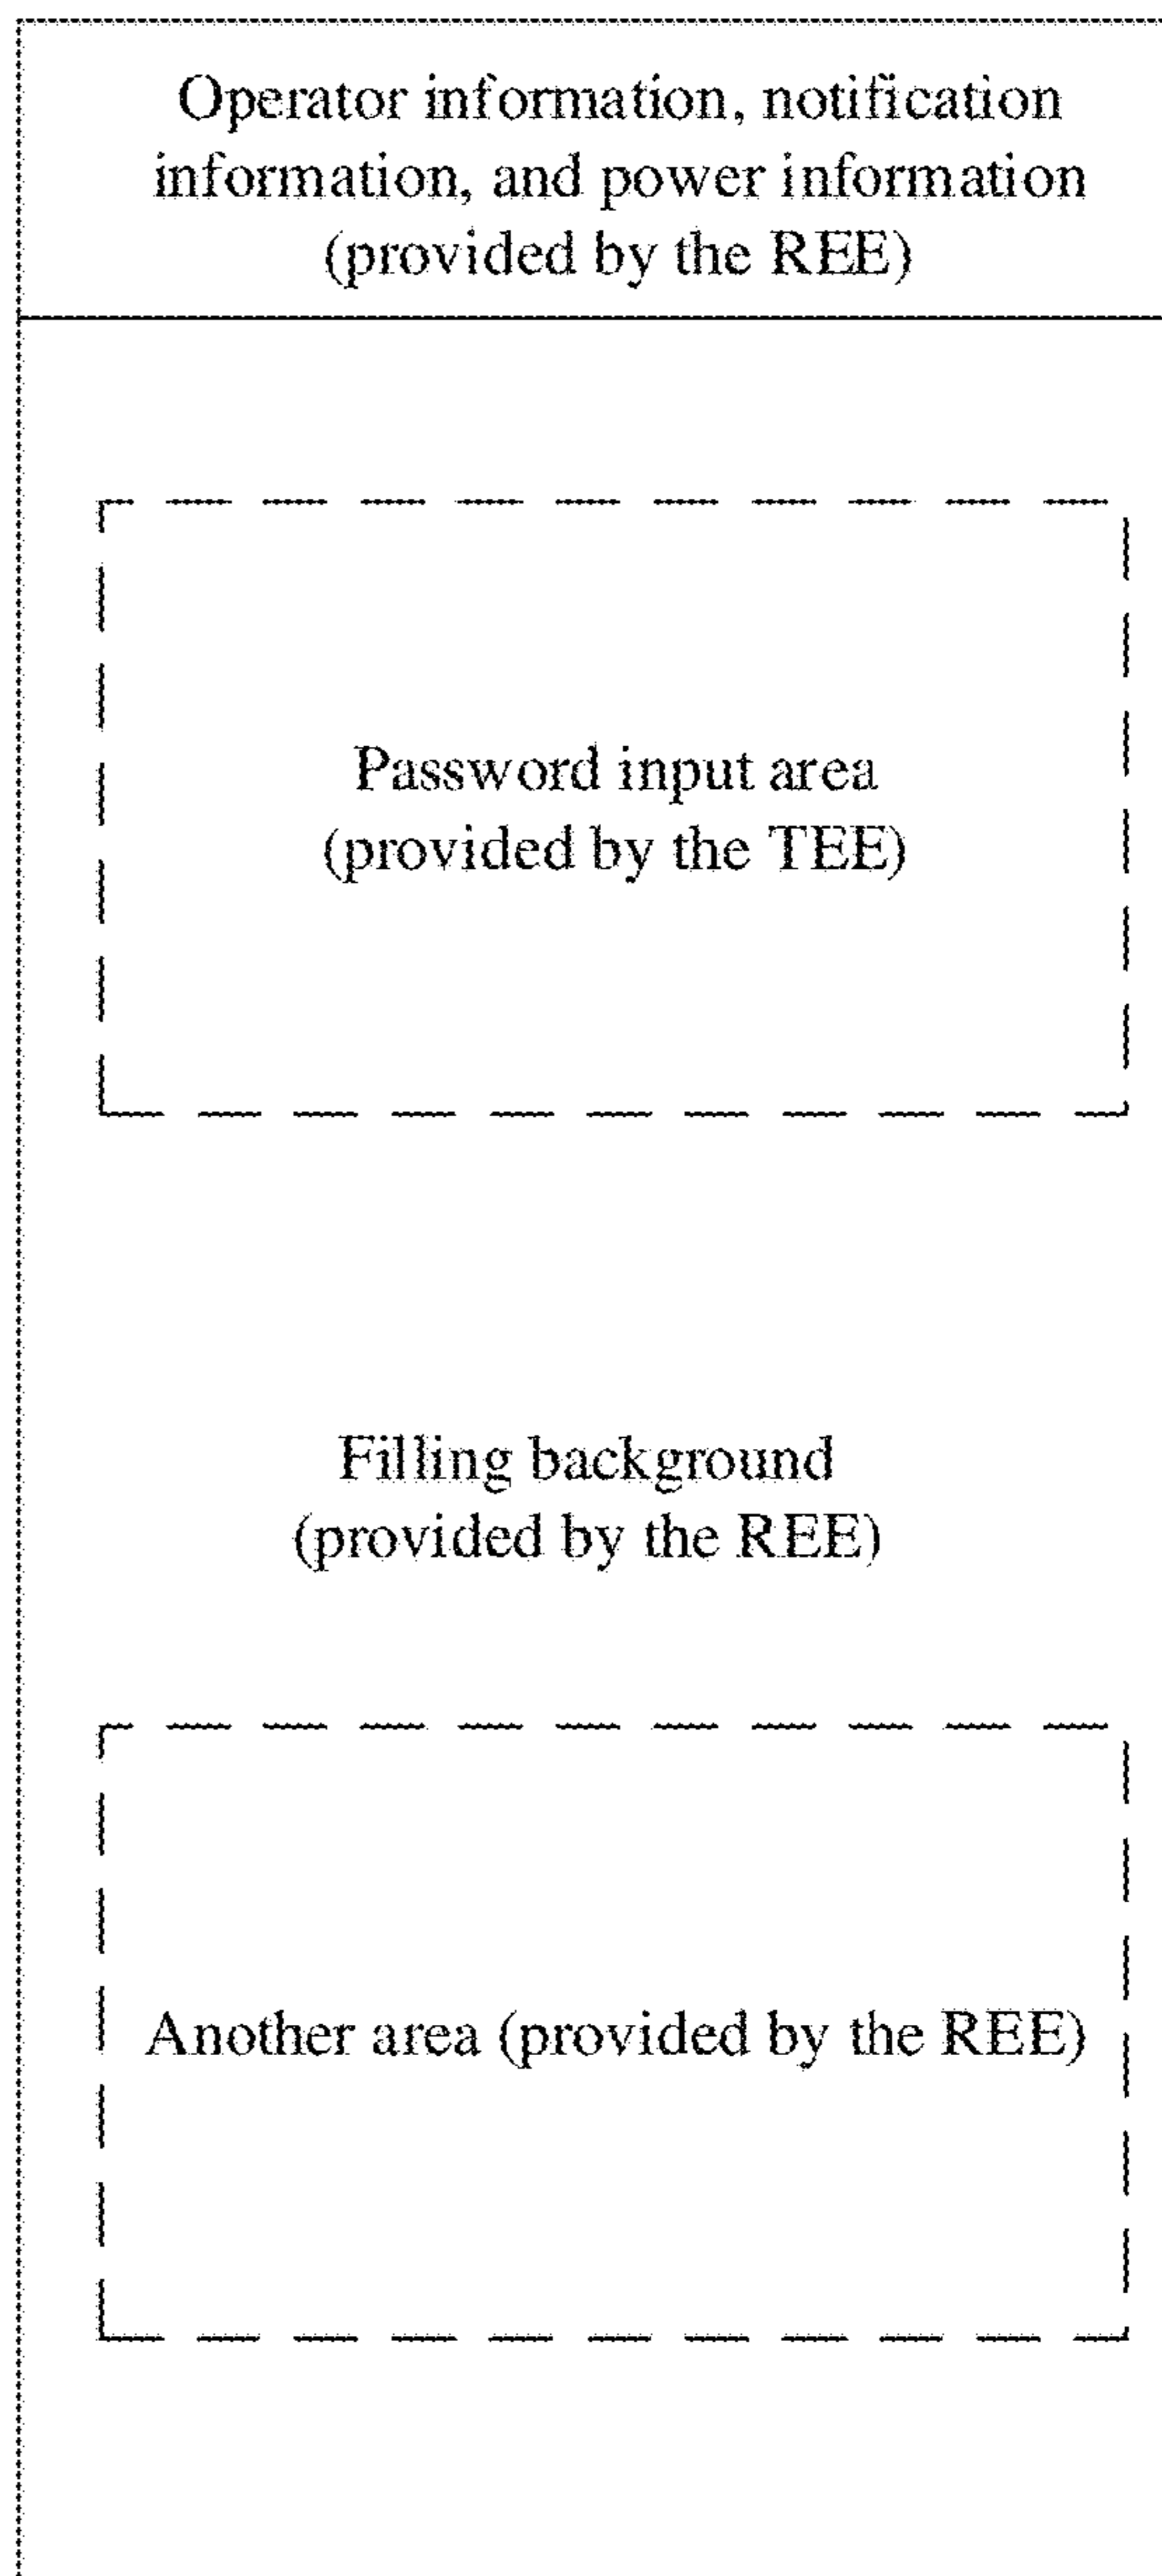 Operator information, notification
information, and power information
(provided by the REE)
Password input area
(provided by the TEE)
Filling background
(provided by the REE)
Another area (provided by the REE)